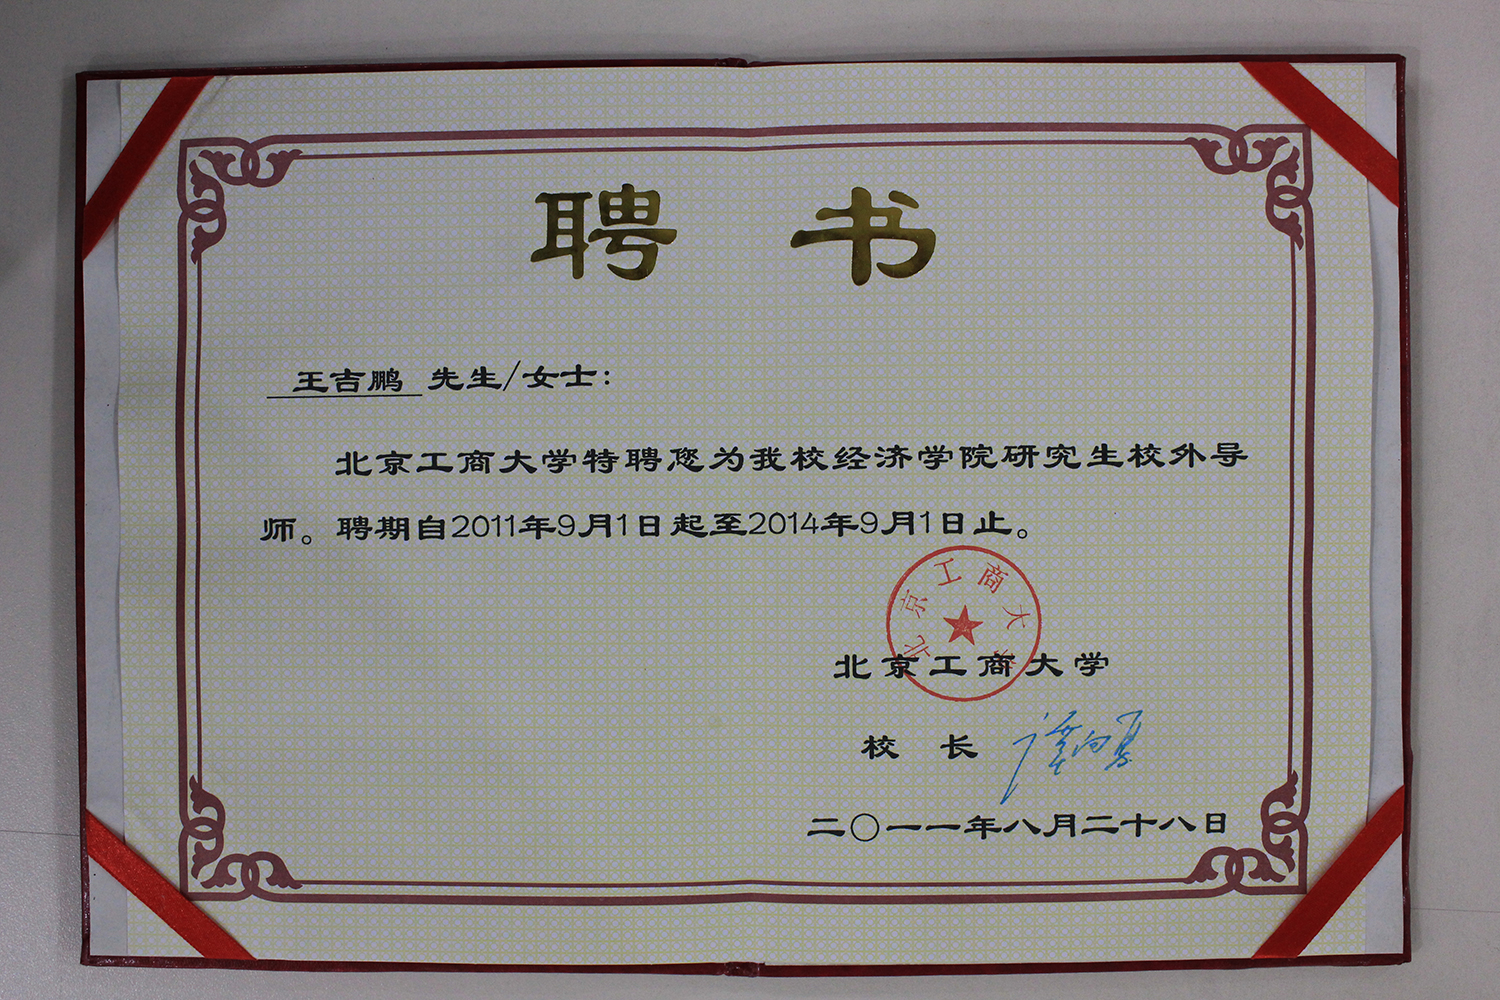 聘书
王吉鹏 先生/女士:
北京工商大学特聘您为我校经济学院研究生校外导
师。聘期自2011年9月1日起至2014年9月1日止。
北京工商大学
北京工商大学
校 长 谭向勇
二〇一一年八月二十八日